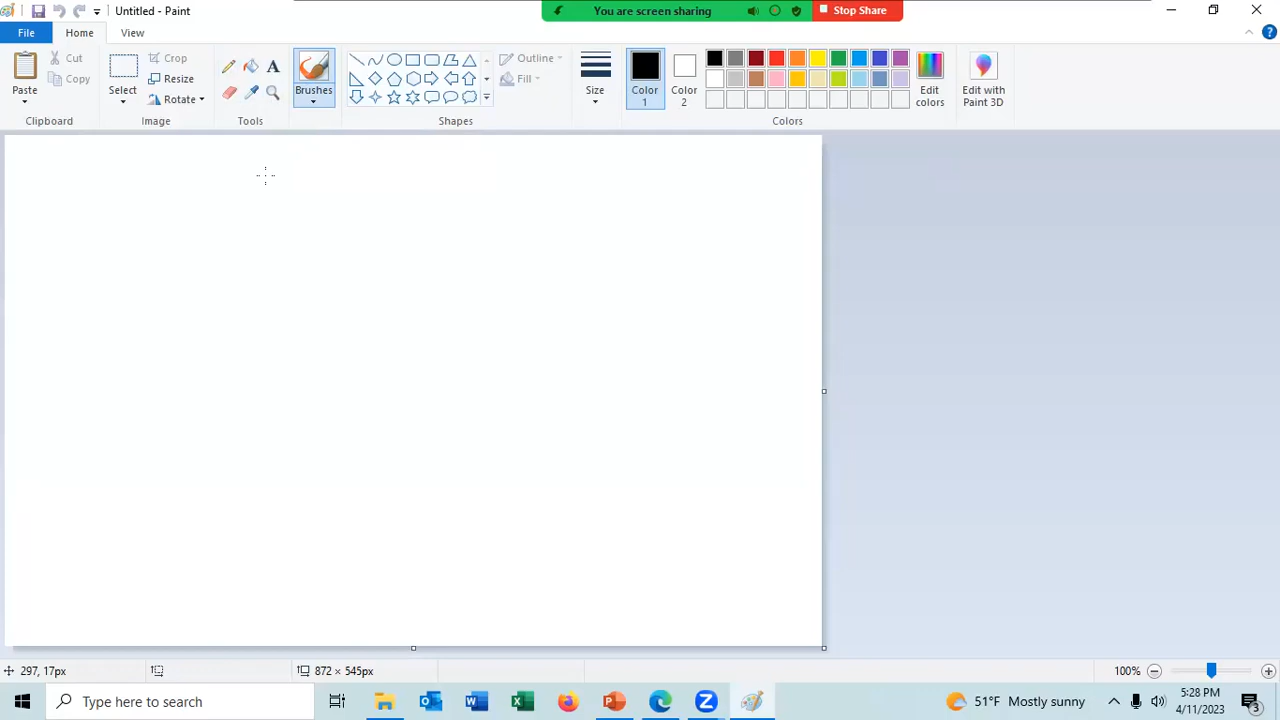 Untitled - Paint
You are screen sharing
Stop Share
File
Home
View
Paste
Cut
Copy
Clipboard
Select
Crop
Resize
Rotate
Image
A
Tools
Brushes
Outline
Fill
Shapes
Size
Color 1
Color 2
Edit colors
Colors
Edit with Paint 3D
297, 17px
872 × 545px
100%
Type here to search
51°F Mostly sunny
5:28 PM
4/11/2023
3